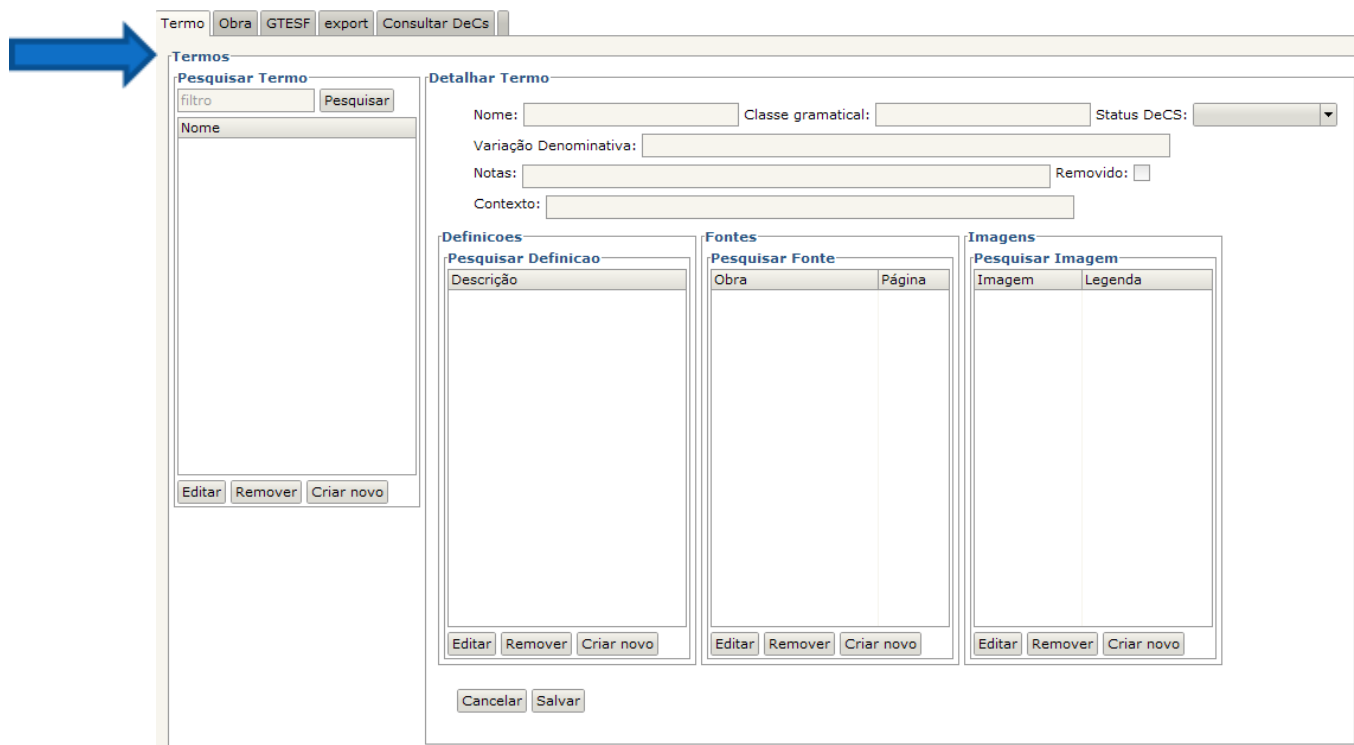 Termo Obra GTESF export Consultar DeCs
Termos
Pesquisar Termo
filtro Pesquisar
Nome
Editar Remover Criar novo
Detalhar Termo
Nome: Classe gramatical: Status DeCS:
Variação Denominativa:
Notas: Removido:
Contexto:
Definicoes
Pesquisar Definicao
Descrição
Editar Remover Criar novo
Fontes
Pesquisar Fonte
Obra Página
Editar Remover Criar novo
Imagens
Pesquisar Imagem
Imagem Legenda
Editar Remover Criar novo
Cancelar Salvar